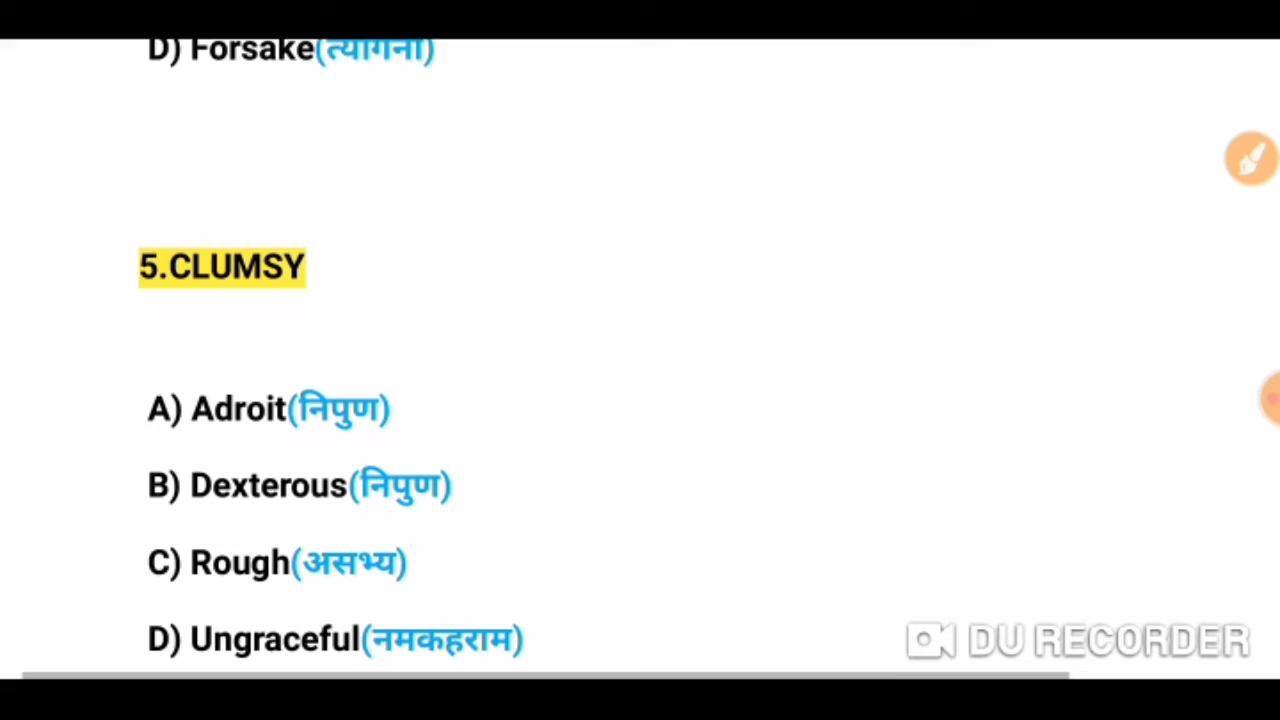 D) Forsake(त्यागना)
5.CLUMSY
A) Adroit(निपुण)
B) Dexterous(निपुण)
C) Rough(असभ्य)
D) Ungraceful(नमकहराम)
DU RECORDER